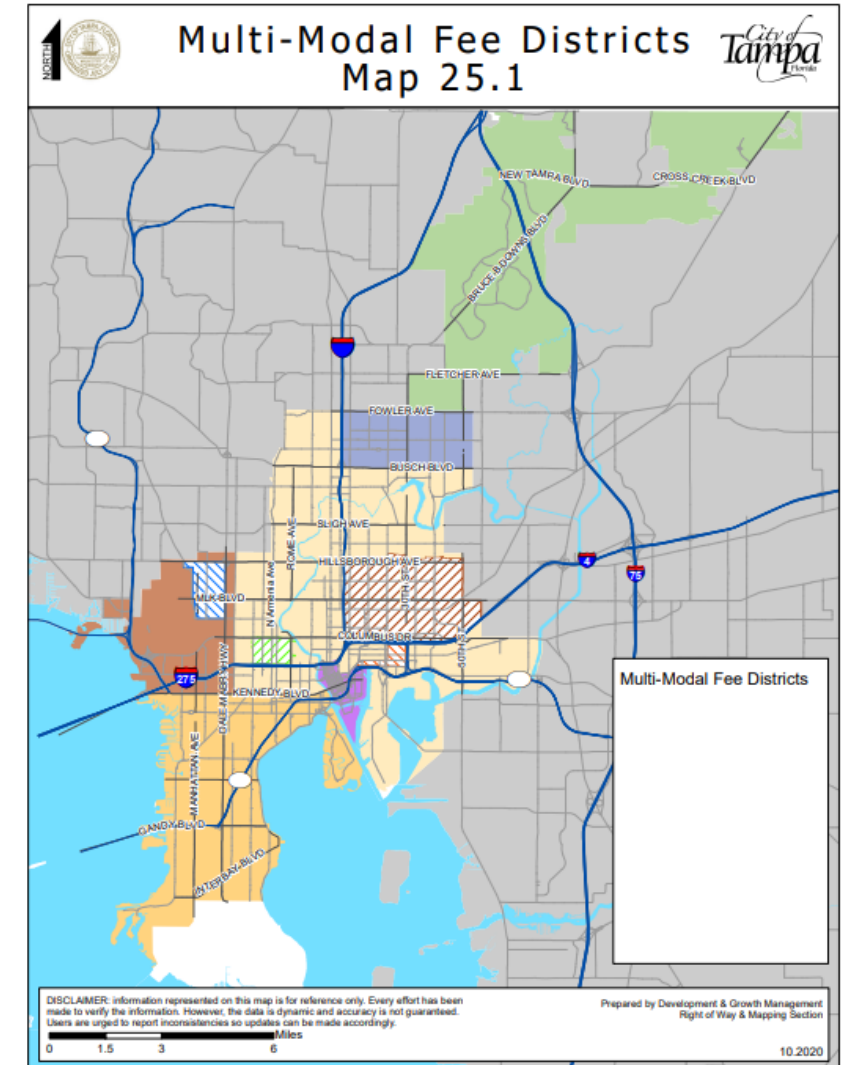 NORTH
1
Multi-Modal Fee Districts
Map 25.1
City of
Tampa
Florida
NEW TAMPA BLVD
CROSS CREEK BLVD
BRUCE B DOWNS BLVD
FLETCHER AVE
FOWLER AVE
BUSCH BLVD
SLIGH AVE
ROME AVE
HILLSBOROUGH AVE
30TH ST
4
75
N Armenia Ave
MLK BLVD
COLUMBUS DR
50TH ST
DALE MABRY HWY
275
KENNEDY BLVD
MANHATTAN AVE
GANDY BLVD
INTERBAY BLVD
Multi-Modal Fee Districts
DISCLAIMER: information represented on this map is for reference only. Every effort has been
made to verify the information. However, the data is dynamic and accuracy is not guaranteed.
Users are urged to report inconsistencies so updates can be made accordingly.
Miles
0 1.5 3 6
Prepared by Development & Growth Management
Right of Way & Mapping Section
10.2020